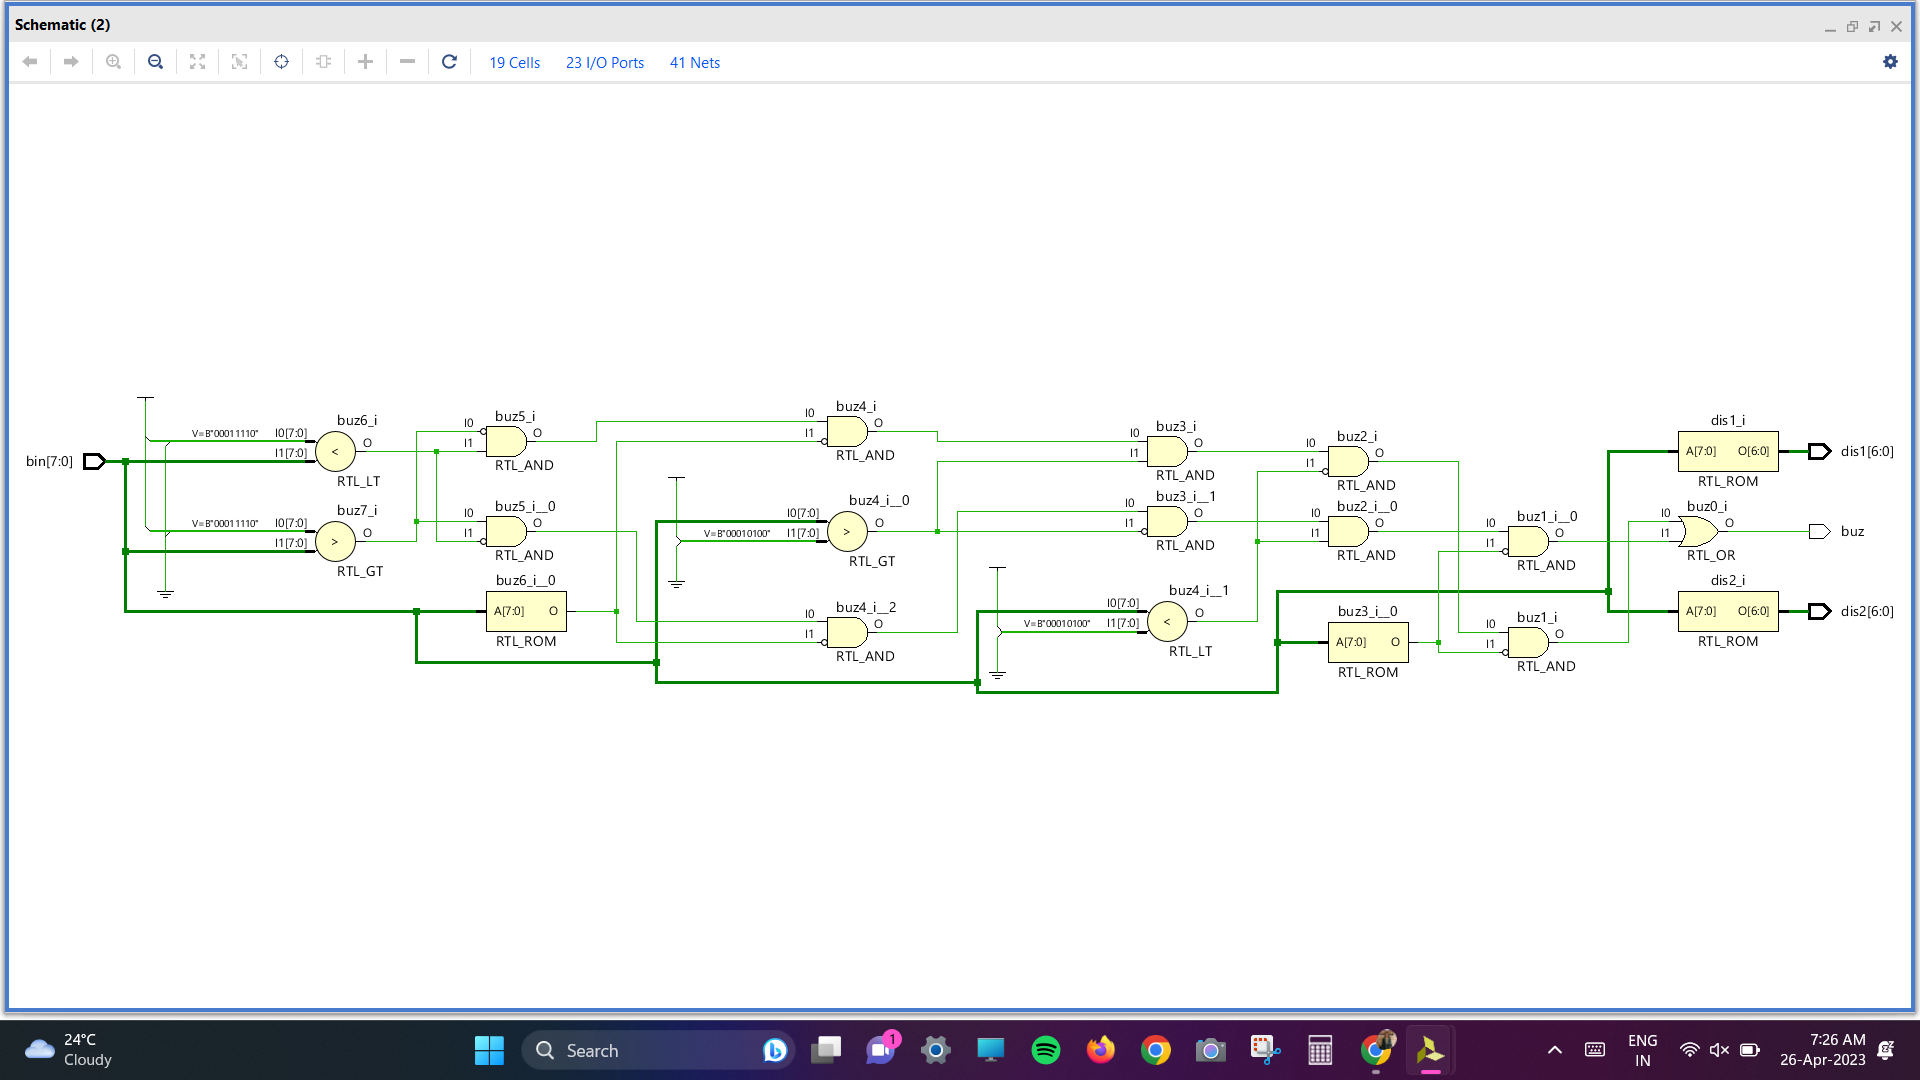 Schematic (2)
19 Cells 23 I/O Ports 41 Nets
bin[7:0]
V=B"00011110" I0[7:0]
I1[7:0]
buz6_i
<
O
RTL_LT
V=B"00011110" I0[7:0]
I1[7:0]
buz7_i
>
O
RTL_GT
buz5_i
I0
I1
O
RTL_AND
buz5_i__0
I0
I1
O
RTL_AND
buz6_i__0
A[7:0] O
RTL_ROM
buz4_i
I0
I1
O
RTL_AND
buz4_i__0
I0[7:0]
V=B"00010100" I1[7:0]
>
O
RTL_GT
buz4_i__2
I0
I1
O
RTL_AND
buz3_i
I0
I1
O
RTL_AND
buz3_i__1
I0
I1
O
RTL_AND
buz4_i__1
I0[7:0]
V=B"00010100" I1[7:0]
<
O
RTL_LT
buz2_i
I0
I1
O
RTL_AND
buz2_i__0
I0
I1
O
RTL_AND
buz3_i__0
A[7:0] O
RTL_ROM
buz1_i__0
I0
I1
O
RTL_AND
buz1_i
I0
I1
O
RTL_AND
dis1_i
A[7:0] O[6:0]
RTL_ROM
dis1[6:0]
buz0_i
I0
I1
O
RTL_OR
buz
dis2_i
A[7:0] O[6:0]
RTL_ROM
dis2[6:0]
24°C
Cloudy
Search
1
ENG
IN
7:26 AM
26-Apr-2023